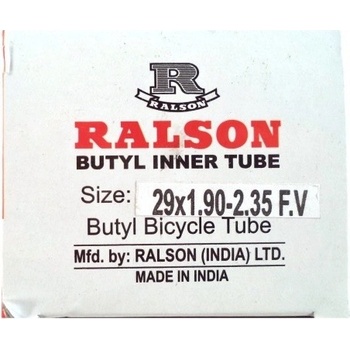 R
RALSON
RALSON
BUTYL INNER TUBE
Size: 29x1.90-2.35 F.V
Butyl Bicycle Tube
Mfd. by: RALSON (INDIA) LTD.
MADE IN INDIA